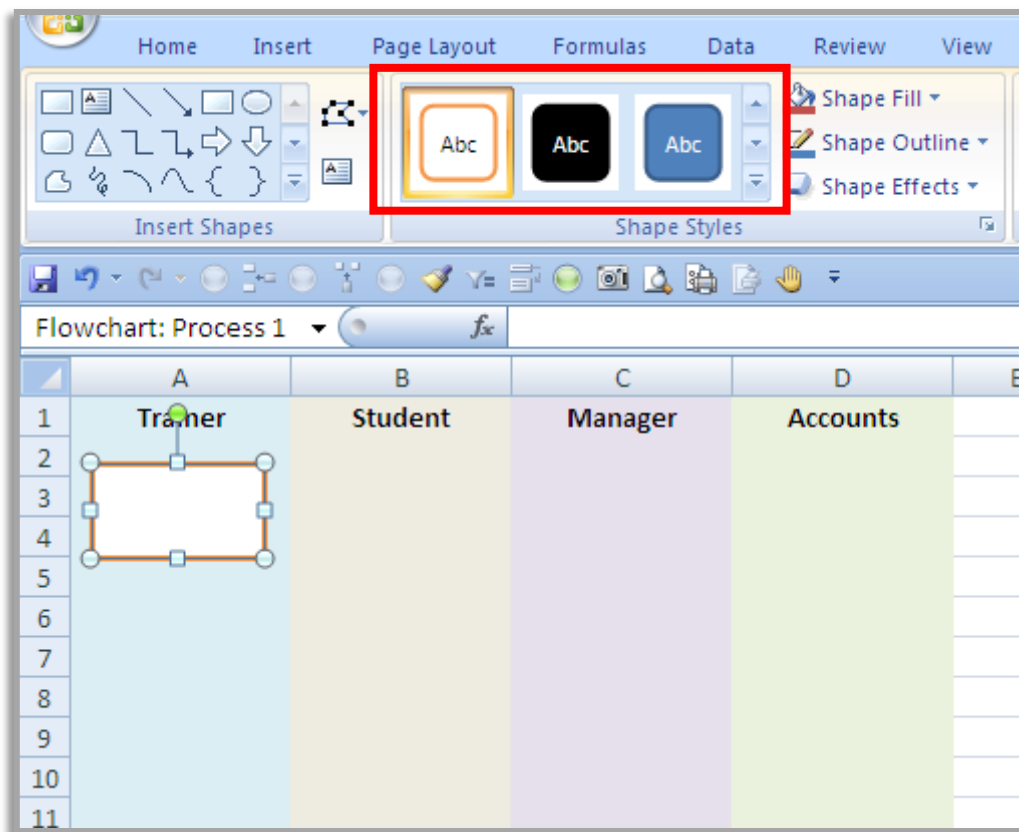 Home Insert Page Layout Formulas Data Review View
Abc Abc Abc
Shape Fill
Shape Outline
Shape Effects
Insert Shapes Shape Styles
Flowchart: Process 1 fx
A B C D E
1 Trainer Student Manager Accounts
2
3
4
5
6
7
8
9
10
11